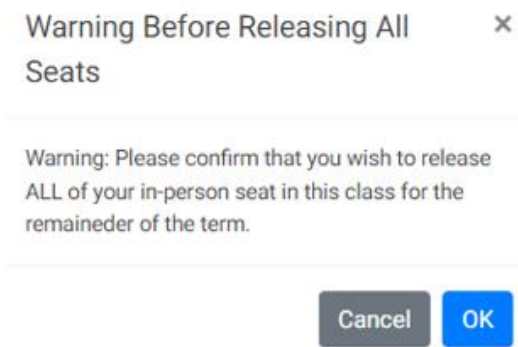 Warning Before Releasing All
Seats
×
Warning: Please confirm that you wish to release
ALL of your in-person seat in this class for the
remaineder of the term.
Cancel
OK